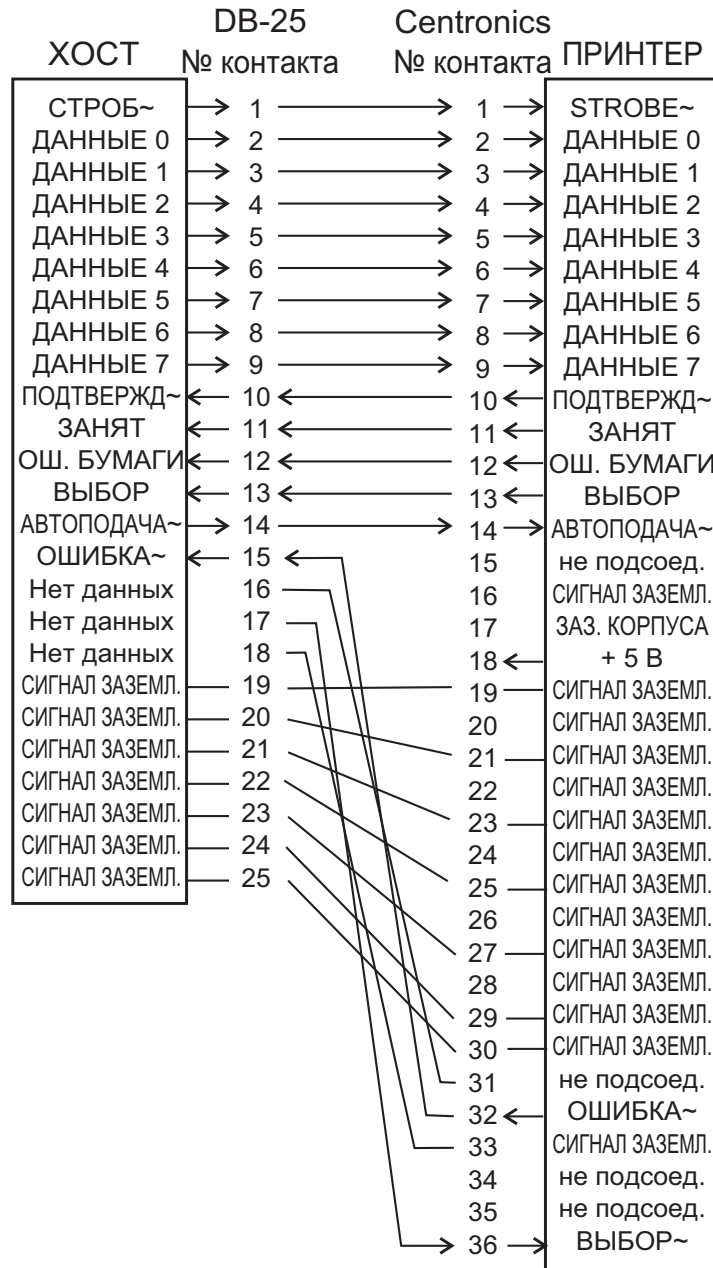 DB-25 Centronics
ХОСТ № контакта № контакта ПРИНТЕР
СТРОБ~ 1 1 STROBE~
ДАННЫЕ 0 2 2 ДАННЫЕ 0
ДАННЫЕ 1 3 3 ДАННЫЕ 1
ДАННЫЕ 2 4 4 ДАННЫЕ 2
ДАННЫЕ 3 5 5 ДАННЫЕ 3
ДАННЫЕ 4 6 6 ДАННЫЕ 4
ДАННЫЕ 5 7 7 ДАННЫЕ 5
ДАННЫЕ 6 8 8 ДАННЫЕ 6
ДАННЫЕ 7 9 9 ДАННЫЕ 7
ПОДТВЕРЖД~ 10 10 ПОДТВЕРЖД~
ЗАНЯТ 11 11 ЗАНЯТ
ОШ. БУМАГИ 12 12 ОШ. БУМАГИ
ВЫБОР 13 13 ВЫБОР
АВТОПОДАЧА~ 14 14 АВТОПОДАЧА~
ОШИБКА~ 15 15 не подсоед.
Нет данных 16 16 СИГНАЛ ЗАЗЕМЛ.
Нет данных 17 17 ЗАЗ. КОРПУСА
Нет данных 18 18 + 5 В
СИГНАЛ ЗАЗЕМЛ. 19 19 СИГНАЛ ЗАЗЕМЛ.
СИГНАЛ ЗАЗЕМЛ. 20 20 СИГНАЛ ЗАЗЕМЛ.
СИГНАЛ ЗАЗЕМЛ. 21 21 СИГНАЛ ЗАЗЕМЛ.
СИГНАЛ ЗАЗЕМЛ. 22 22 СИГНАЛ ЗАЗЕМЛ.
СИГНАЛ ЗАЗЕМЛ. 23 23 СИГНАЛ ЗАЗЕМЛ.
СИГНАЛ ЗАЗЕМЛ. 24 24 СИГНАЛ ЗАЗЕМЛ.
СИГНАЛ ЗАЗЕМЛ. 25 25 СИГНАЛ ЗАЗЕМЛ.
26 СИГНАЛ ЗАЗЕМЛ.
27 СИГНАЛ ЗАЗЕМЛ.
28 СИГНАЛ ЗАЗЕМЛ.
29 СИГНАЛ ЗАЗЕМЛ.
30 СИГНАЛ ЗАЗЕМЛ.
31 не подсоед.
32 ОШИБКА~
33 СИГНАЛ ЗАЗЕМЛ.
34 не подсоед.
35 не подсоед.
36 ВЫБОР~